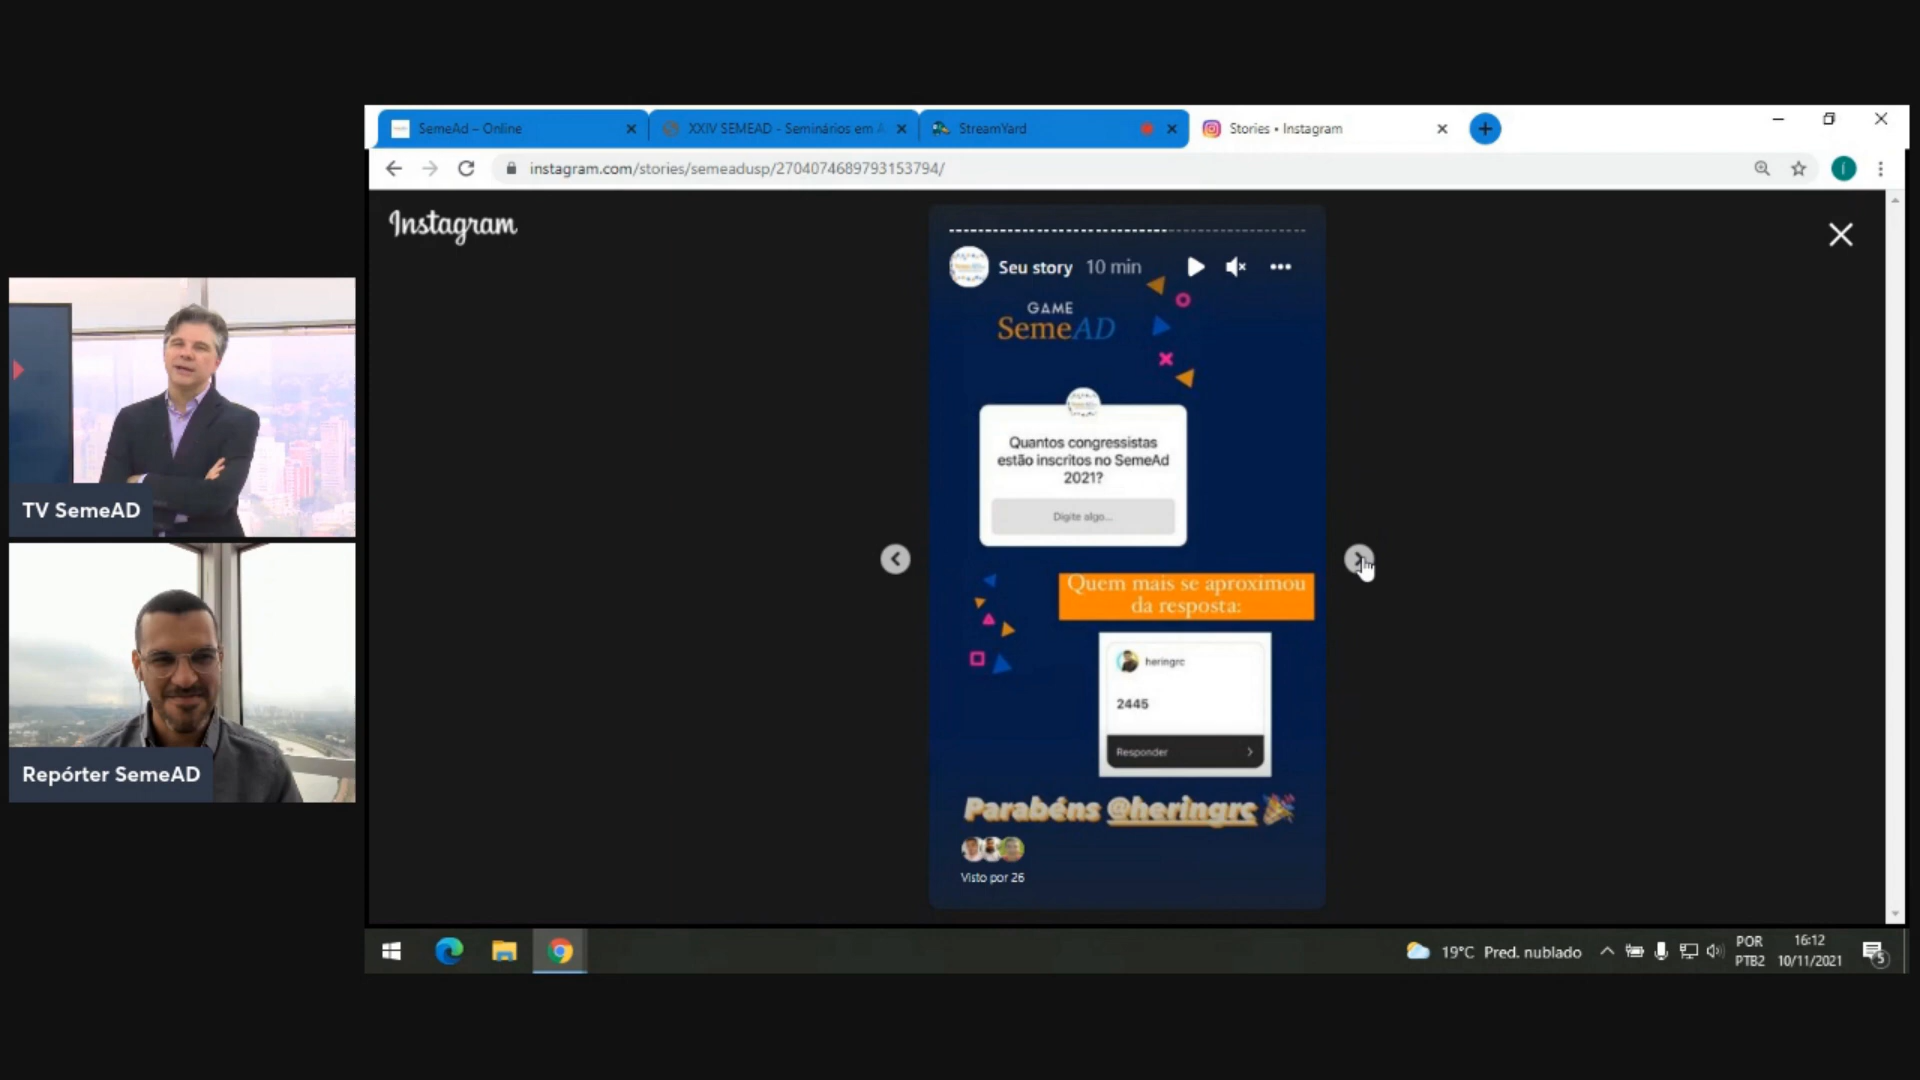 SemeAd – Online
XXIV SEMEAD - Seminários em A
StreamYard
Stories • Instagram
instagram.com/stories/semeadusp/2704074689793153794/
Instagram
Seu story 10 min
GAME
SemeAD
Quantos congressistas
estão inscritos no SemeAd
2021?
Digite algo...
Quem mais se aproximou
da resposta:
heringrc
2445
Responder
Parabéns @heringrc
Visto por 26
TV SemeAD
Repórter SemeAD
19°C Pred. nublado
POR
PTB2
16:12
10/11/2021
5